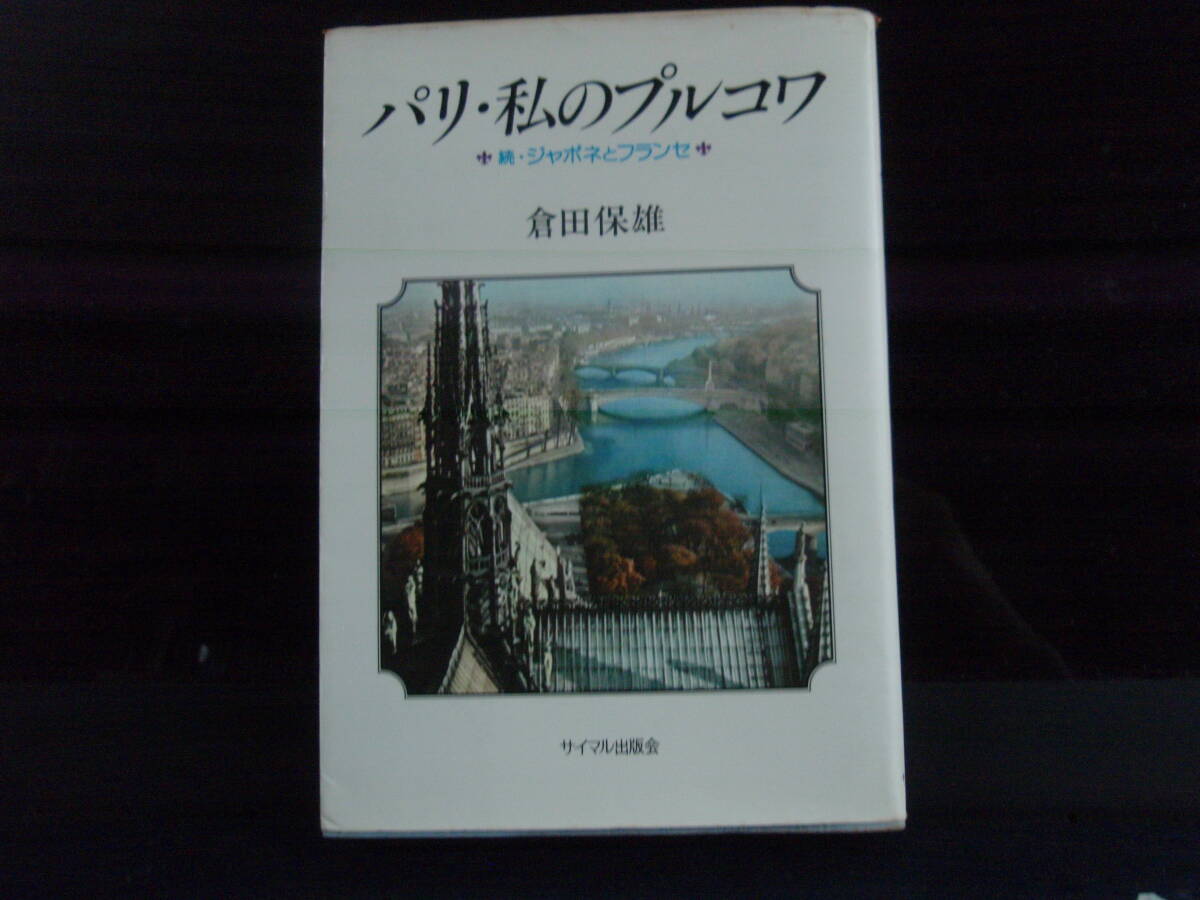 パリ・私のプルコワ
続・ジャポネとフランセ
倉田保雄
サイマル出版会